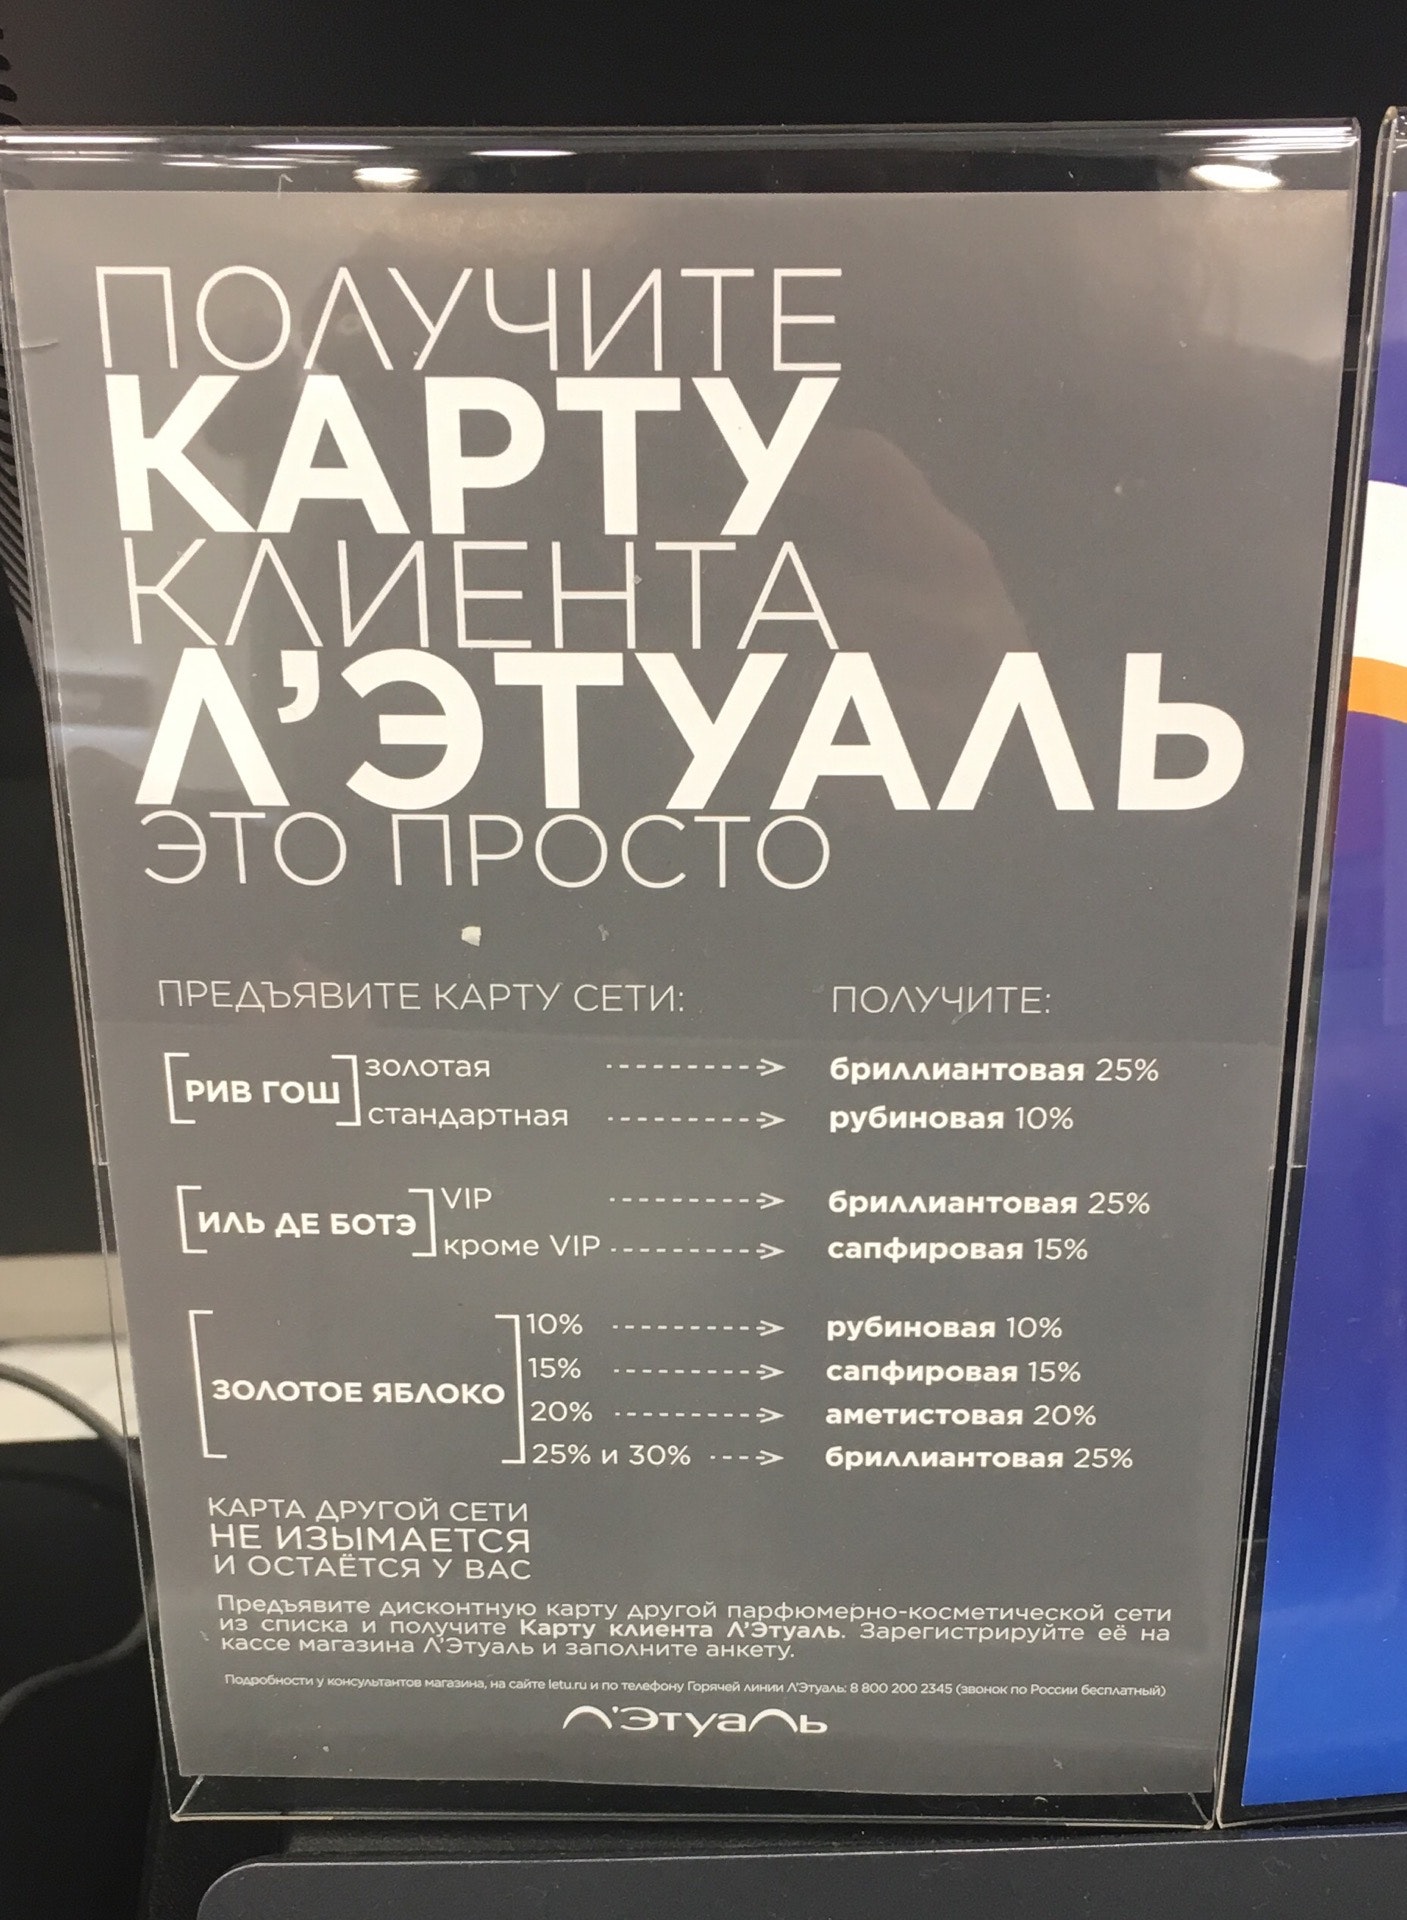 ПОЛУЧИТЕ
КАРТУ
КЛИЕНТА
Л'ЭТУАЛЬ
ЭТО ПРОСТО
ПРЕДЪЯВИТЕ КАРТУ СЕТИ: ПОЛУЧИТЕ:
РИВ ГОШ
золотая бриллиантовая 25%
стандартная рубиновая 10%
ИЛЬ ДЕ БОТЭ
VIP бриллиантовая 25%
кроме VIP сапфировая 15%
ЗОЛОТОЕ ЯБЛОКО
10% рубиновая 10%
15% сапфировая 15%
20% аметистовая 20%
25% и 30% бриллиантовая 25%
КАРТА ДРУГОЙ СЕТИ
НЕ ИЗЫМАЕТСЯ
И ОСТАЁТСЯ У ВАС
Предъявите дисконтную карту другой парфюмерно-косметической сети
из списка и получите Карту клиента Л'Этуаль. Зарегистрируйте её на
кассе магазина Л'Этуаль и заполните анкету.
Подробности у консультантов магазина, на сайте letu.ru и по телефону Горячей линии Л'Этуаль: 8 800 200 2345 (звонок по России бесплатный)
Л'Этуаль